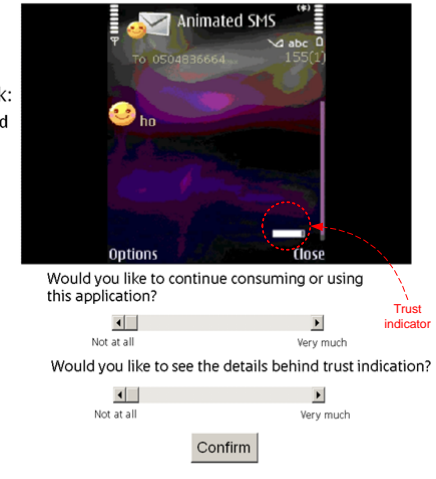 (*)
Animated SMS
abc
To 0504836664...
155(1)
k:
d
ho
Options
Close
Would you like to continue consuming or using
this application?
Trust
indicator
Not at all
Very much
Would you like to see the details behind trust indication?
Not at all
Very much
Confirm